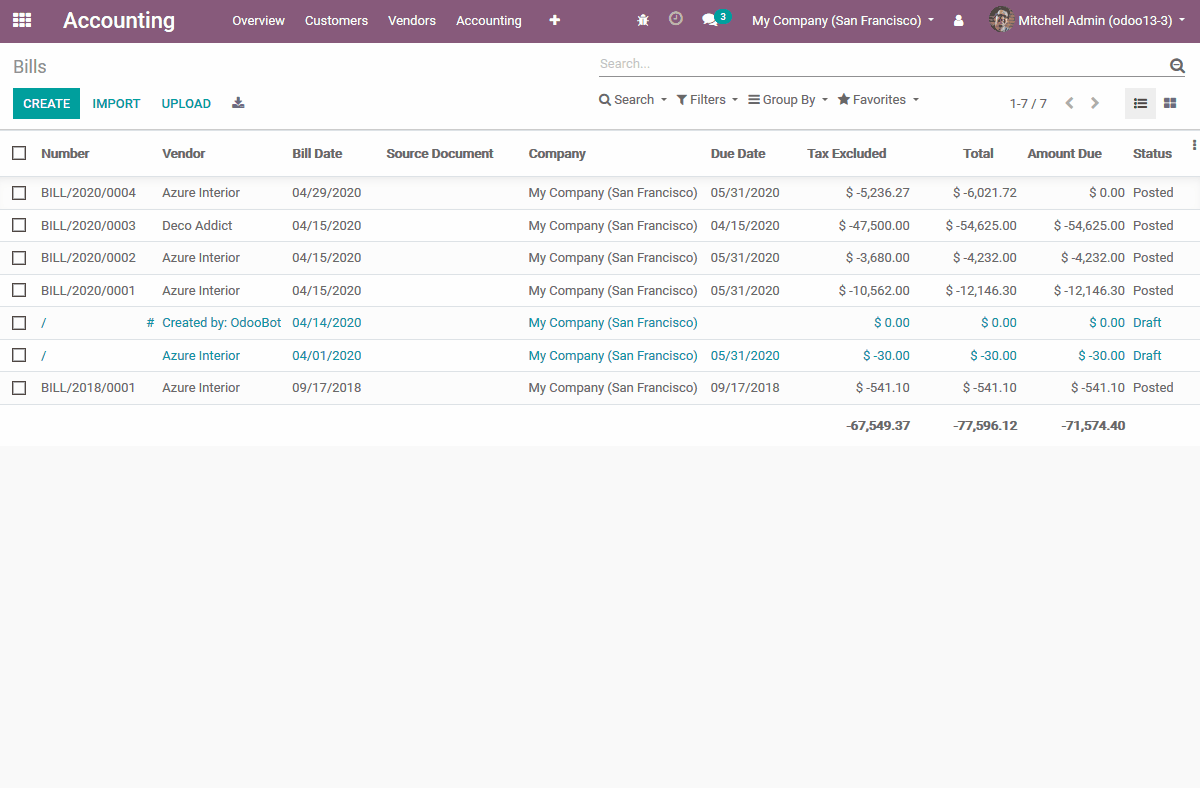 Accounting Overview Customers Vendors Accounting 3 My Company (San Francisco) Mitchell Admin (odoo13-3)
Bills Search...
CREATE IMPORT UPLOAD Search Filters Group By Favorites 1-7 / 7
Number Vendor Bill Date Source Document Company Due Date Tax Excluded Total Amount Due Status
BILL/2020/0004 Azure Interior 04/29/2020 My Company (San Francisco) 05/31/2020 $ -5,236.27 $ -6,021.72 $ 0.00 Posted
BILL/2020/0003 Deco Addict 04/15/2020 My Company (San Francisco) 04/15/2020 $ -47,500.00 $ -54,625.00 $ -54,625.00 Posted
BILL/2020/0002 Azure Interior 04/15/2020 My Company (San Francisco) 05/31/2020 $ -3,680.00 $ -4,232.00 $ -4,232.00 Posted
BILL/2020/0001 Azure Interior 04/15/2020 My Company (San Francisco) 05/31/2020 $ -10,562.00 $ -12,146.30 $ -12,146.30 Posted
/ # Created by: OdooBot 04/14/2020 My Company (San Francisco) $ 0.00 $ 0.00 $ 0.00 Draft
/ Azure Interior 04/01/2020 My Company (San Francisco) 05/31/2020 $ -30.00 $ -30.00 $ -30.00 Draft
BILL/2018/0001 Azure Interior 09/17/2018 My Company (San Francisco) 09/17/2018 $ -541.10 $ -541.10 $ -541.10 Posted
-67,549.37 -77,596.12 -71,574.40